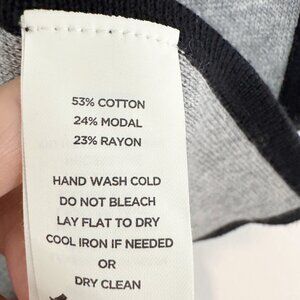 53% COTTON
24% MODAL
23% RAYON
HAND WASH COLD
DO NOT BLEACH
LAY FLAT TO DRY
COOL IRON IF NEEDED
OR
DRY CLEAN